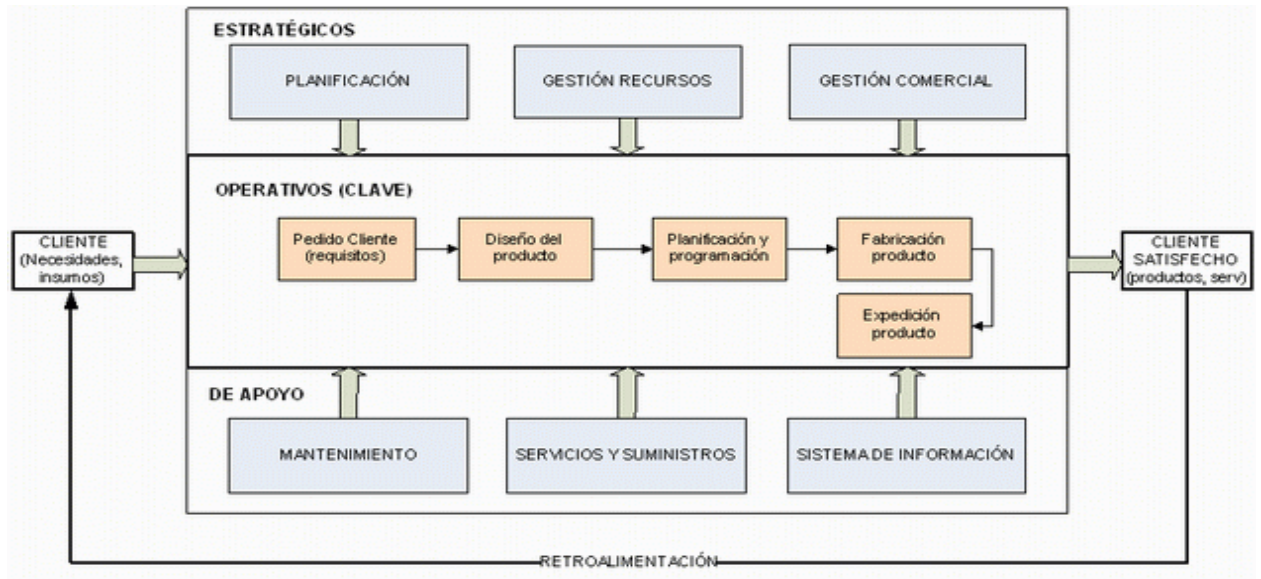 ESTRATÉGICOS
PLANIFICACIÓN
GESTIÓN RECURSOS
GESTIÓN COMERCIAL
OPERATIVOS (CLAVE)
Pedido Cliente
(requisitos)
Diseño del
producto
Planificación y
programación
Fabricación
producto
Expedición
producto
CLIENTE
(Necesidades,
insumos)
CLIENTE
SATISFECHO
(productos, serv)
DE APOYO
MANTENIMIENTO
SERVICIOS Y SUMINISTROS
SISTEMA DE INFORMACIÓN
RETROALIMENTACIÓN